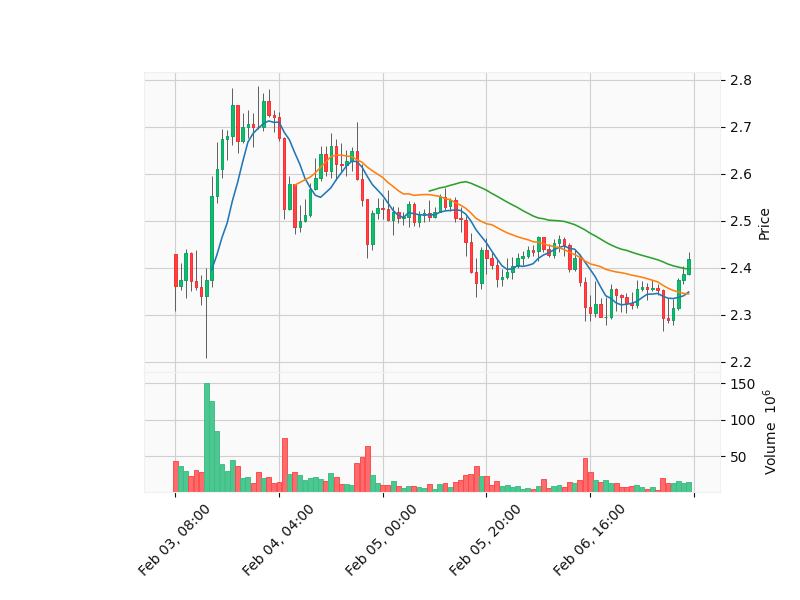 2.8
2.7
2.6
2.5
2.4
2.3
2.2
Price
150
100
50
Volume 10^6
Feb 03, 08:00
Feb 04, 04:00
Feb 05, 00:00
Feb 05, 20:00
Feb 06, 16:00